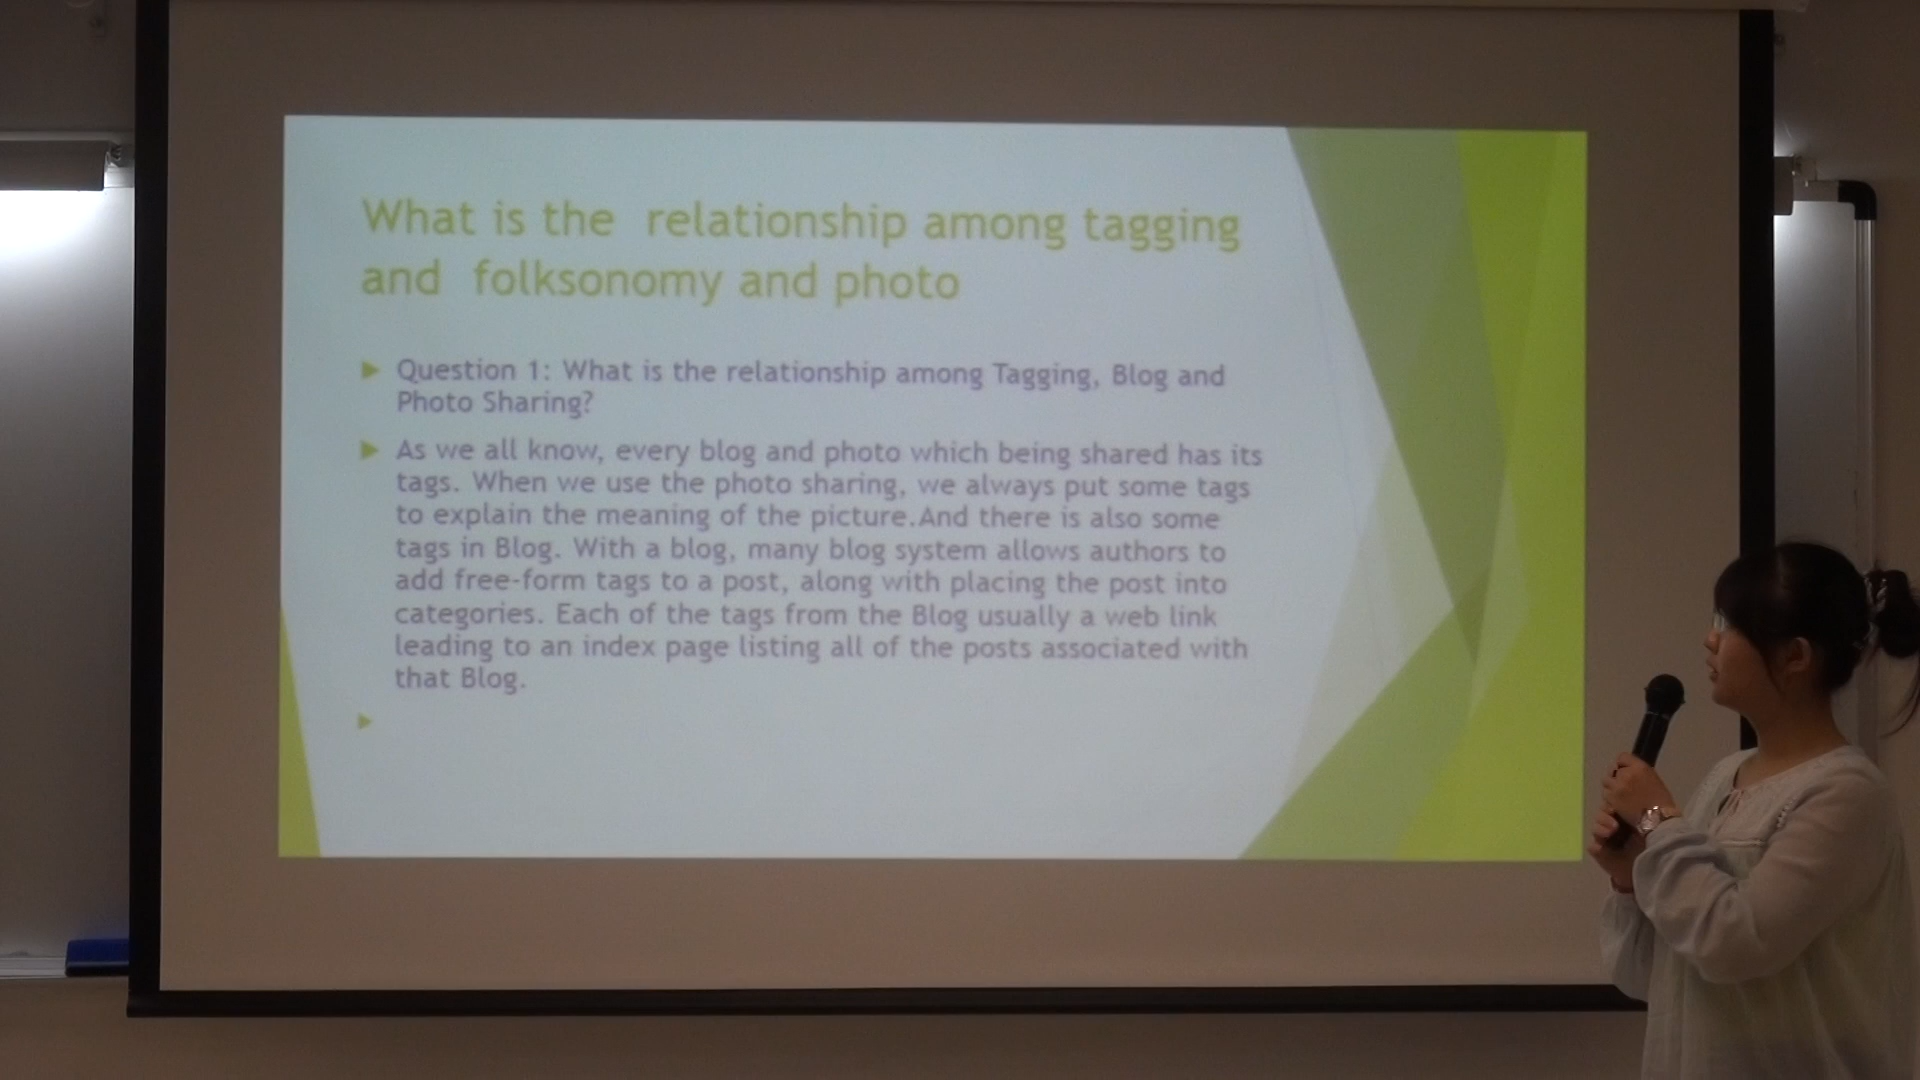 What is the relationship among tagging
and folksonomy and photo
Question 1: What is the relationship among Tagging, Blog and
Photo Sharing?
As we all know, every blog and photo which being shared has its
tags. When we use the photo sharing, we always put some tags
to explain the meaning of the picture.And there is also some
tags in Blog. With a blog, many blog system allows authors to
add free-form tags to a post, along with placing the post into
categories. Each of the tags from the Blog usually a web link
leading to an index page listing all of the posts associated with
that Blog.